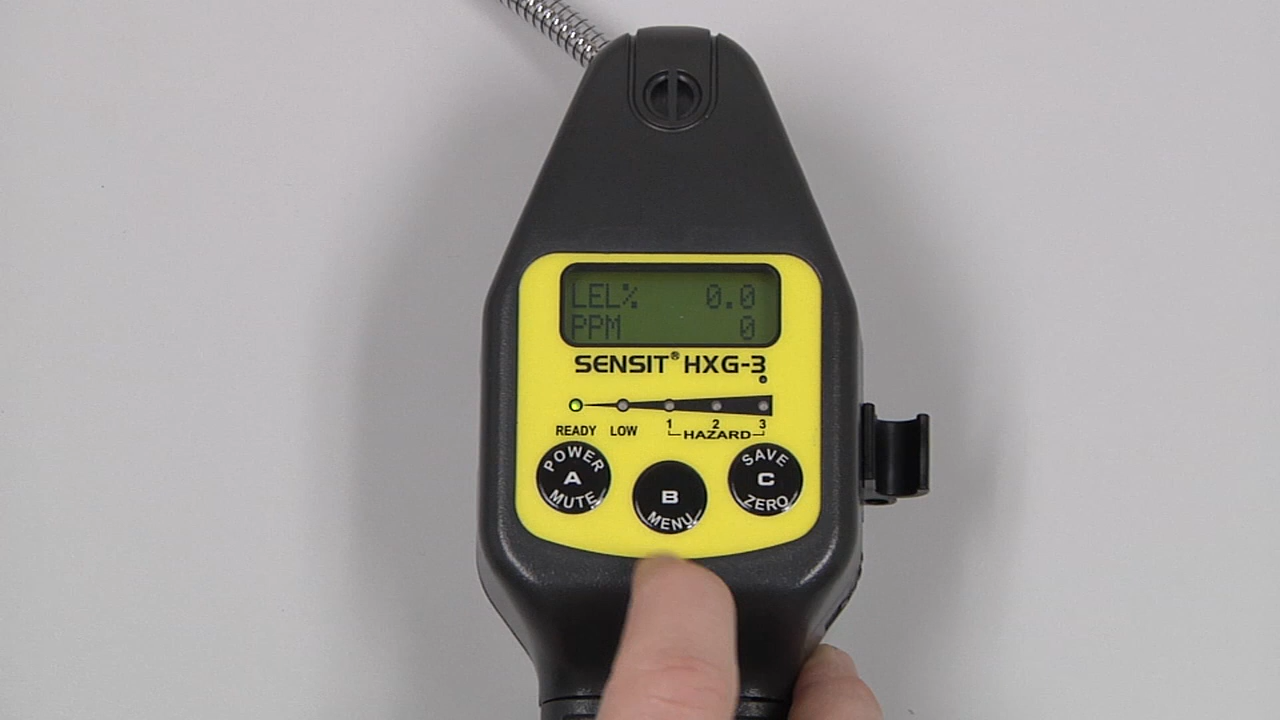 LEL% 0.0
PPM 0
SENSIT® HXG-3
READY LOW 1 2 3
HAZARD
POWER A MUTE
B MENU
SAVE C ZERO